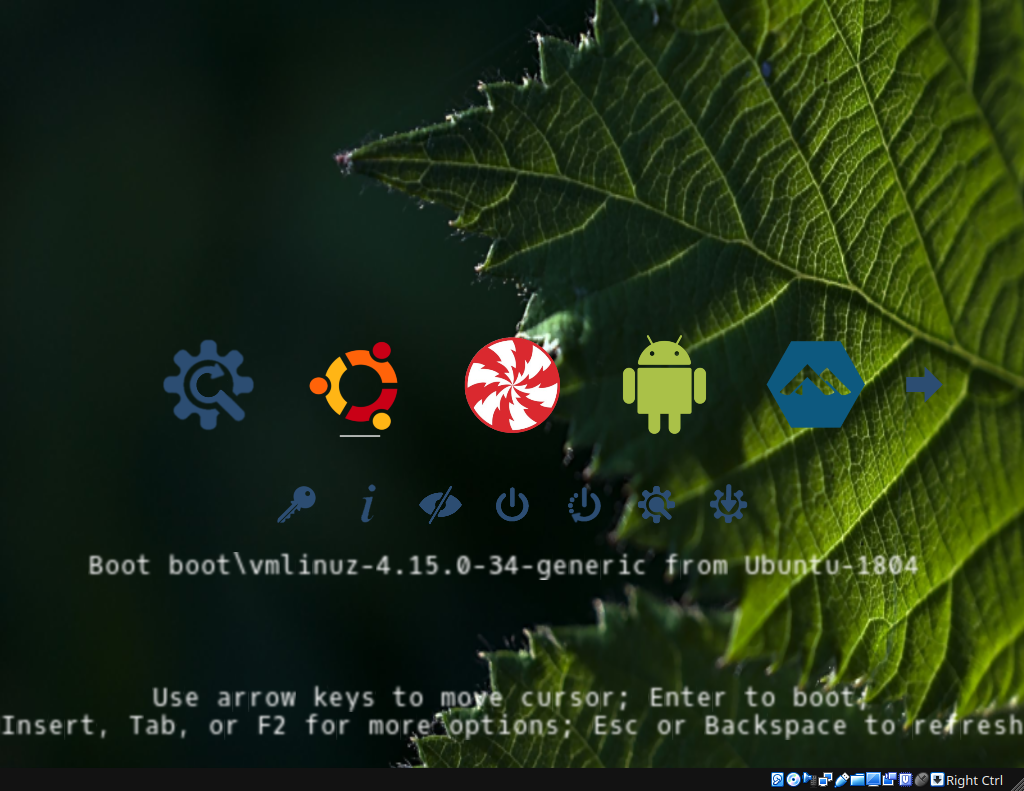 Boot boot\vmlinuz-4.15.0-34-generic from Ubuntu-1804
Use arrow keys to move cursor; Enter to boot;
Insert, Tab, or F2 for more options; Esc or Backspace to refresh
Right Ctrl